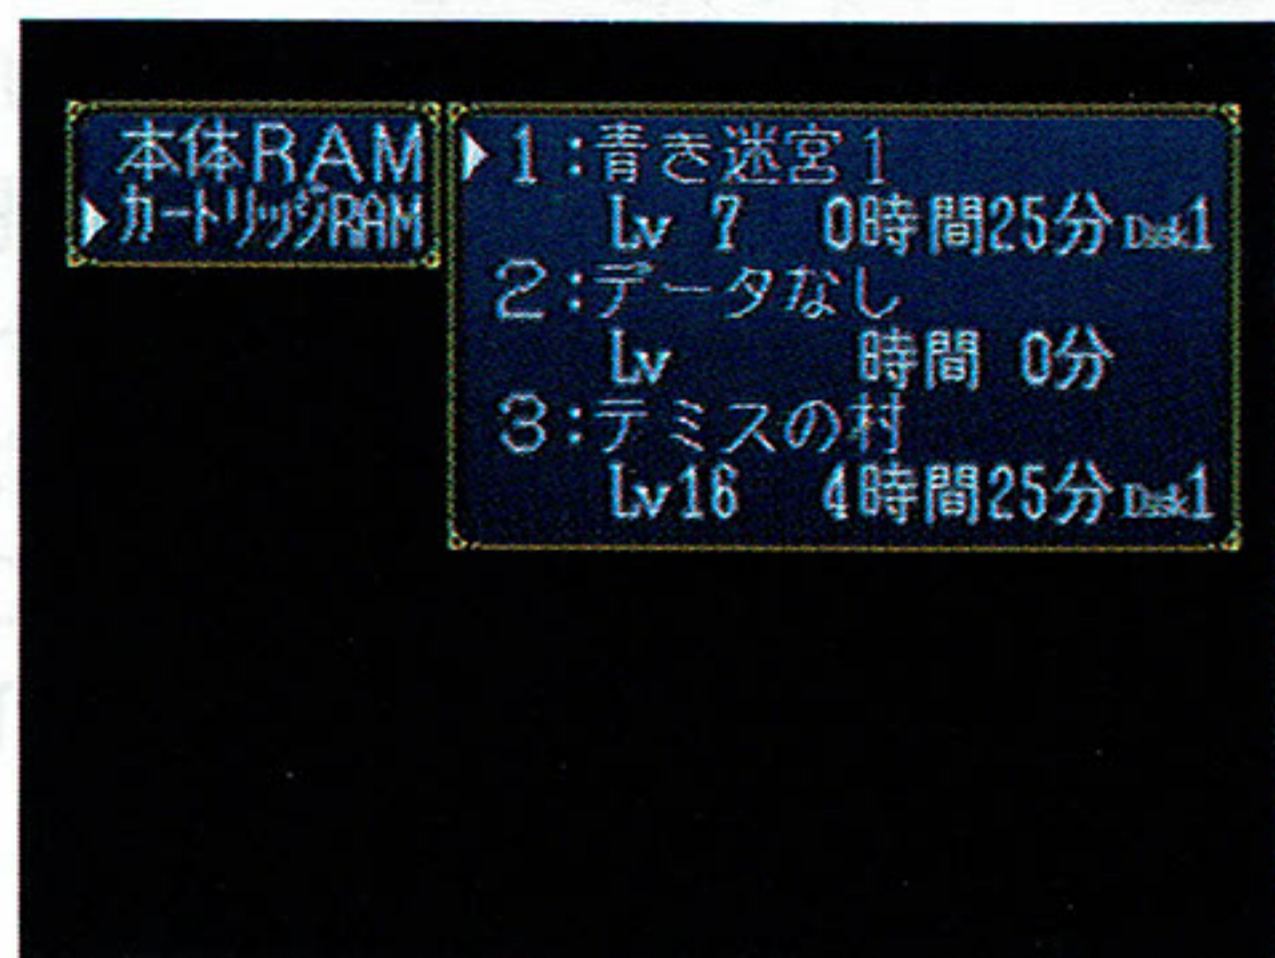 本体RAM
カートリッジRAM
1:青き迷宮1
Lv 7 0時間25分 Disk1
2:データなし
Lv 時間 0分
3:テミスの村
Lv16 4時間25分 Disk1